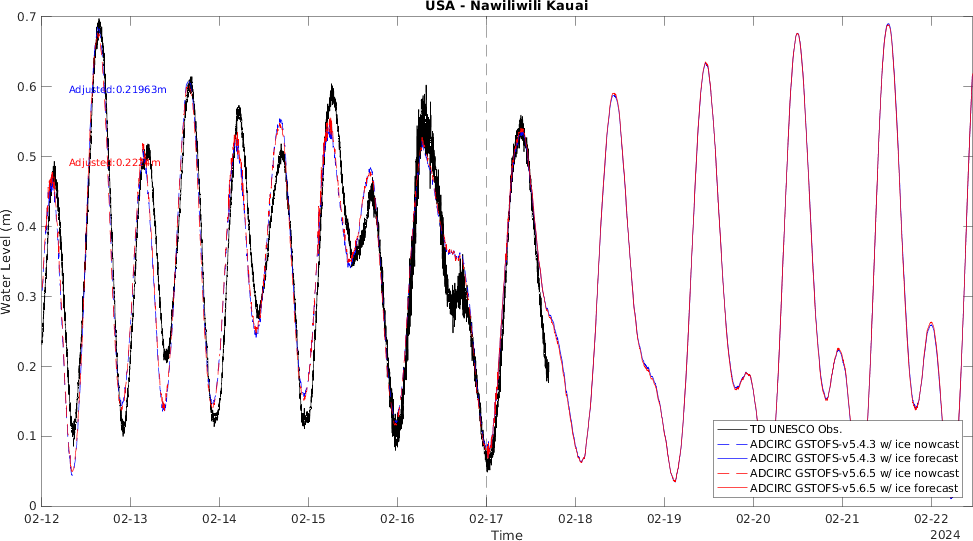 USA - Nawiliwili Kauai
0.7
0.6
0.5
0.4
0.3
0.2
0.1
0
Water Level (m)
Adjusted:0.21963m
02-12
02-13
02-14
02-15
02-16
02-17
02-18
02-19
02-20
02-21
02-22
Time
2024
TD UNESCO Obs.
ADCIRC GSTOFS-v5.4.3 w/ ice nowcast
ADCIRC GSTOFS-v5.4.3 w/ ice forecast
ADCIRC GSTOFS-v5.6.5 w/ ice nowcast
ADCIRC GSTOFS-v5.6.5 w/ ice forecast